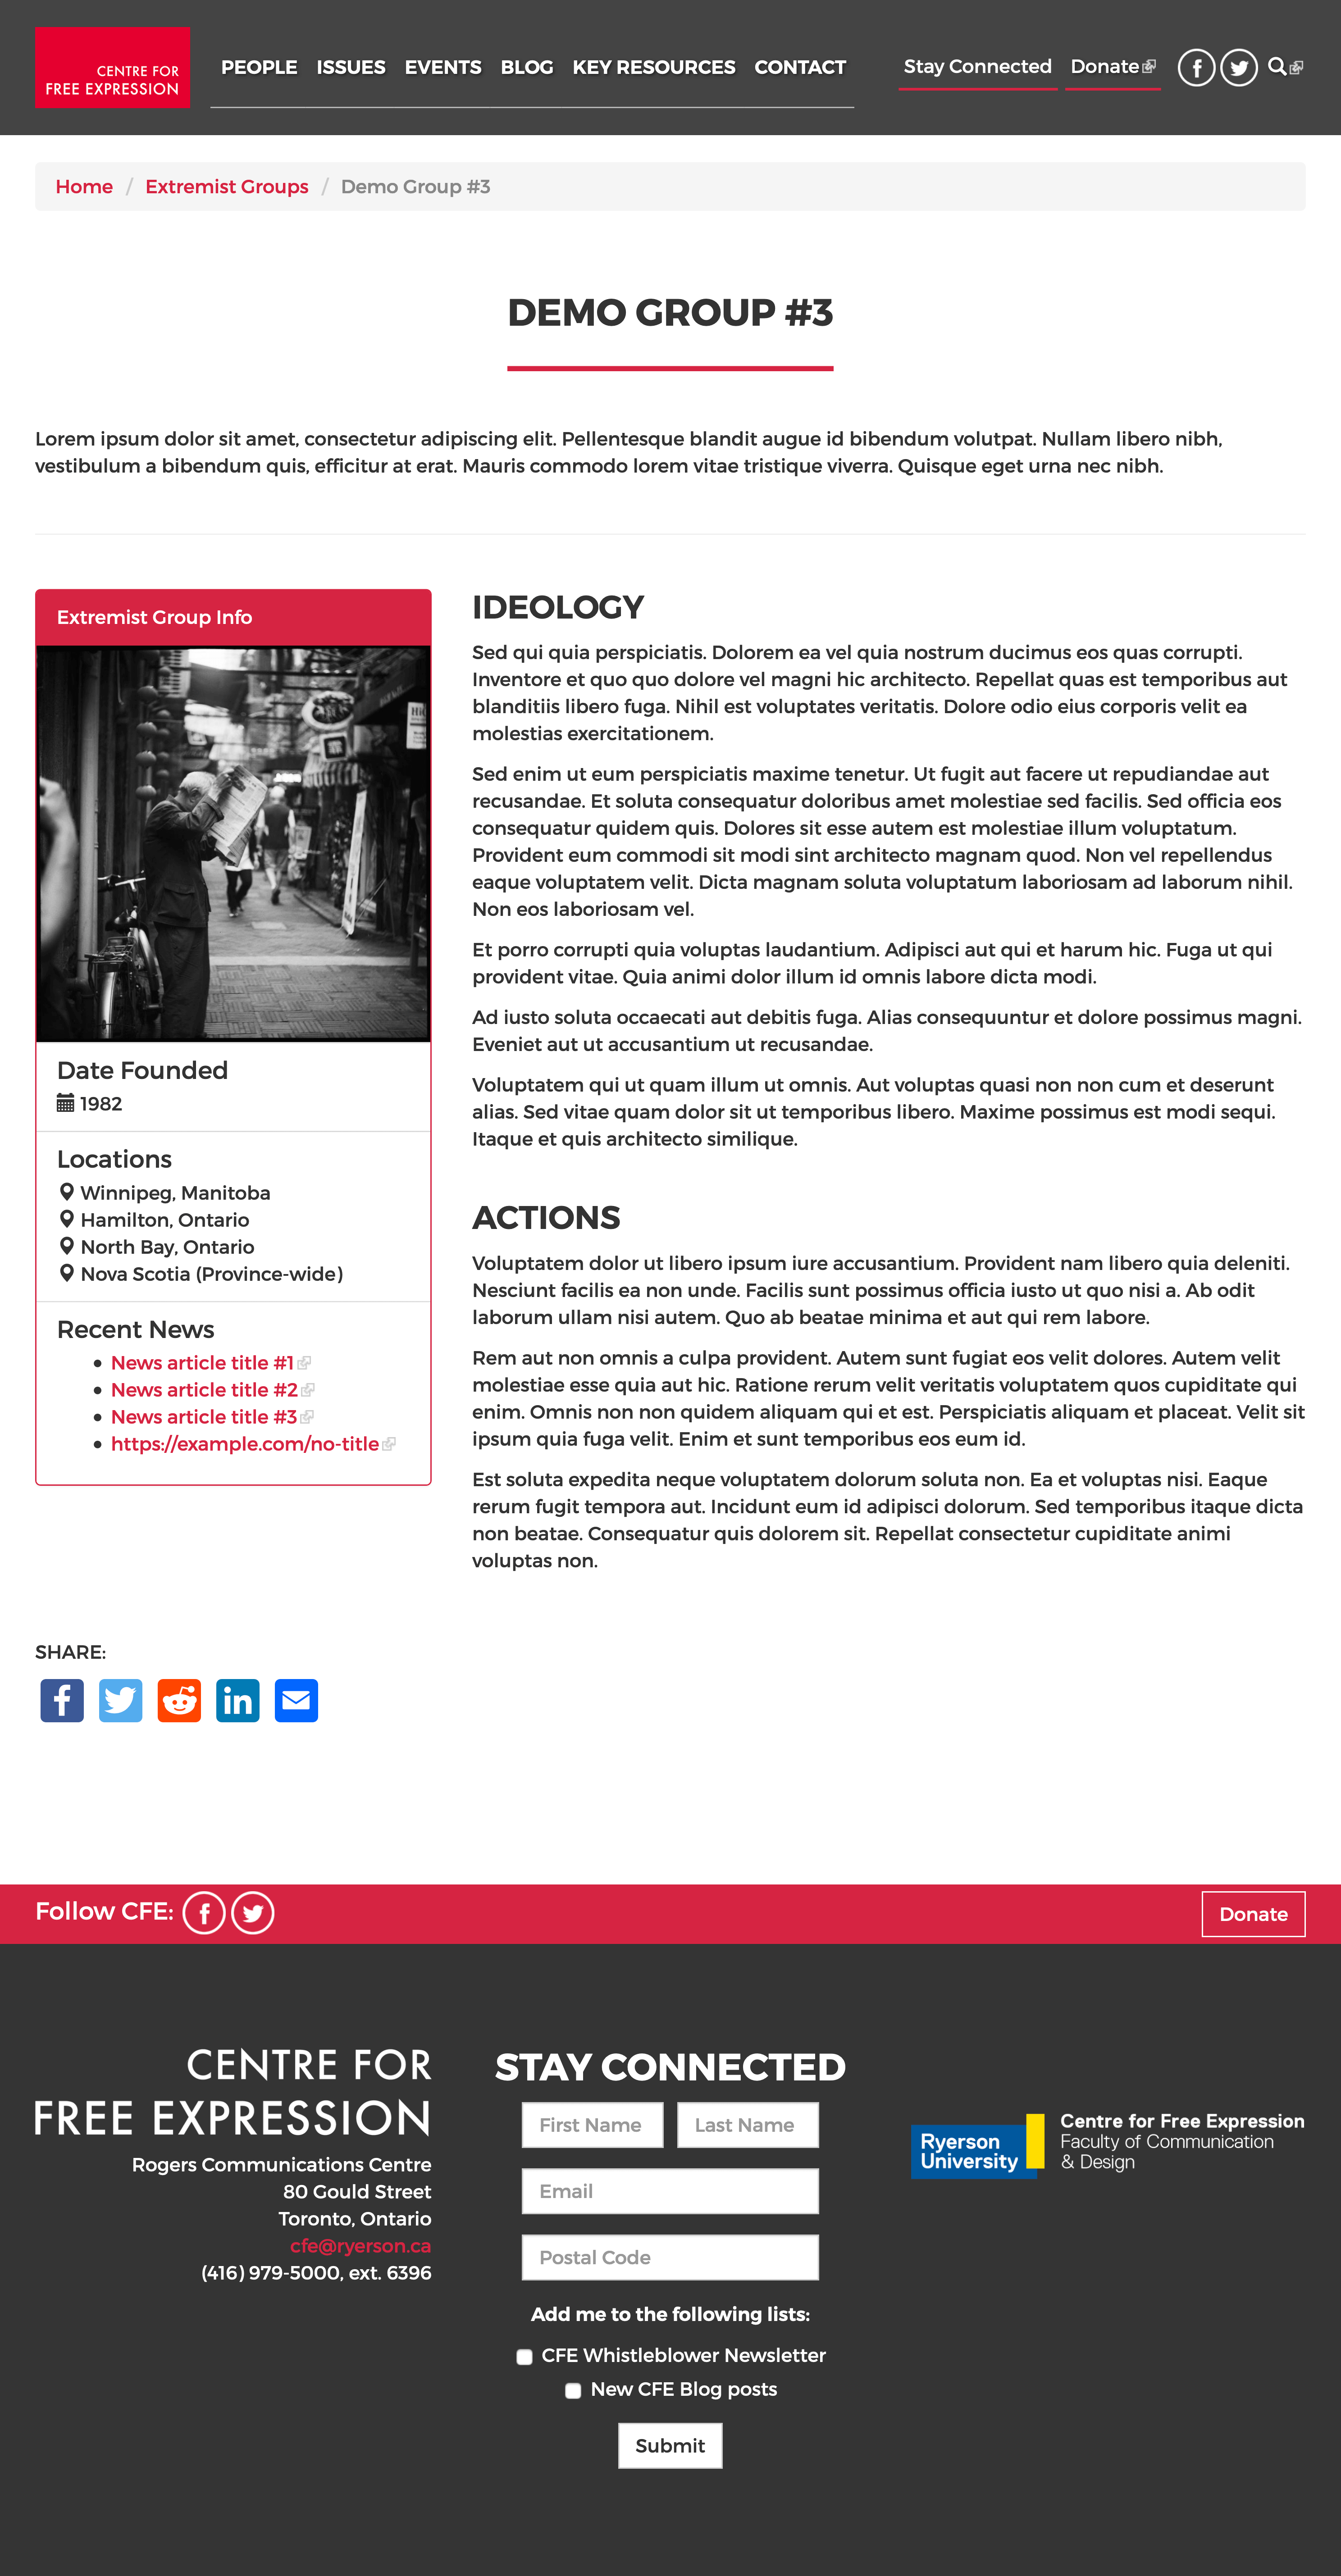 CENTRE FOR
FREE EXPRESSION
PEOPLE ISSUES EVENTS BLOG KEY RESOURCES CONTACT
Stay Connected Donate
Home / Extremist Groups / Demo Group #3
DEMO GROUP #3
Lorem ipsum dolor sit amet, consectetur adipiscing elit. Pellentesque blandit augue id bibendum volutpat. Nullam libero nibh,
vestibulum a bibendum quis, efficitur at erat. Mauris commodo lorem vitae tristique viverra. Quisque eget urna nec nibh.
Extremist Group Info
Date Founded
1982
Locations
Winnipeg, Manitoba
Hamilton, Ontario
North Bay, Ontario
Nova Scotia (Province-wide)
Recent News
News article title #1
News article title #2
News article title #3
https://example.com/no-title
IDEOLOGY
Sed qui quia perspiciatis. Dolorem ea vel quia nostrum ducimus eos quas corrupti.
Inventore et quo quo dolore vel magni hic architecto. Repellat quas est temporibus aut
blanditiis libero fuga. Nihil est voluptates veritatis. Dolore odio eius corporis velit ea
molestias exercitationem.
Sed enim ut eum perspiciatis maxime tenetur. Ut fugit aut facere ut repudiandae aut
recusandae. Et soluta consequatur doloribus amet molestiae sed facilis. Sed officia eos
consequatur quidem quis. Dolores sit esse autem est molestiae illum voluptatum.
Provident eum commodi sit modi sint architecto magnam quod. Non vel repellendus
eaque voluptatem velit. Dicta magnam soluta voluptatum laboriosam ad laborum nihil.
Non eos laboriosam vel.
Et porro corrupti quia voluptas laudantium. Adipisci aut qui et harum hic. Fuga ut qui
provident vitae. Quia animi dolor illum id omnis labore dicta modi.
Ad iusto soluta occaecati aut debitis fuga. Alias consequuntur et dolore possimus magni.
Eveniet aut ut accusantium ut recusandae.
Voluptatem qui ut quam illum ut omnis. Aut voluptas quasi non non cum et deserunt
alias. Sed vitae quam dolor sit ut temporibus libero. Maxime possimus est modi sequi.
Itaque et quis architecto similique.
ACTIONS
Voluptatem dolor ut libero ipsum iure accusantium. Provident nam libero quia deleniti.
Nesciunt facilis ea non unde. Facilis sunt possimus officia iusto ut quo nisi a. Ab odit
laborum ullam nisi autem. Quo ab beatae minima et aut qui rem labore.
Rem aut non omnis a culpa provident. Autem sunt fugiat eos velit dolores. Autem velit
molestiae esse quia aut hic. Ratione rerum velit veritatis voluptatem quos cupiditate qui
enim. Omnis non non quidem aliquam qui et est. Perspiciatis aliquam et placeat. Velit sit
ipsum quia fuga velit. Enim et sunt temporibus eos eum id.
Est soluta expedita neque voluptatem dolorum soluta non. Ea et voluptas nisi. Eaque
rerum fugit tempora aut. Incidunt eum id adipisci dolorum. Sed temporibus itaque dicta
non beatae. Consequatur quis dolorem sit. Repellat consectetur cupiditate animi
voluptas non.
SHARE:
Follow CFE:
Donate
CENTRE FOR
FREE EXPRESSION
Rogers Communications Centre
80 Gould Street
Toronto, Ontario
cfe@ryerson.ca
(416) 979-5000, ext. 6396
STAY CONNECTED
First Name Last Name
Email
Postal Code
Add me to the following lists:
CFE Whistleblower Newsletter
New CFE Blog posts
Submit
Ryerson
University
Centre for Free Expression
Faculty of Communication
& Design